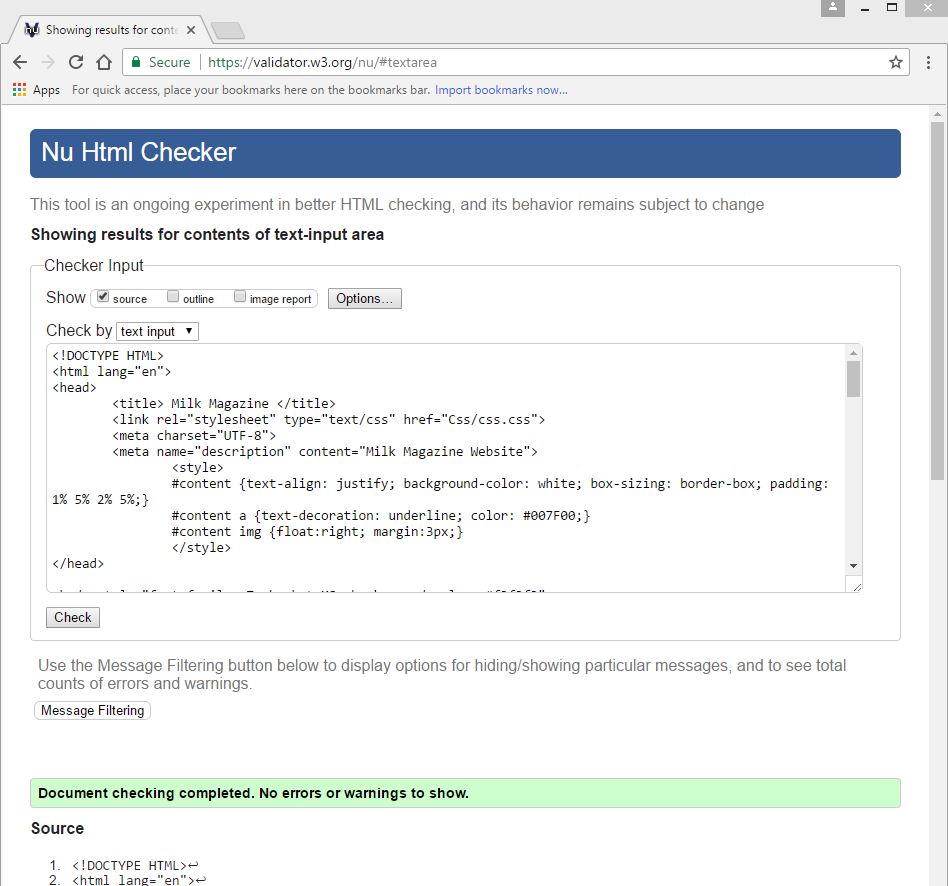 Showing results for conte
Secure https://validator.w3.org/nu/#textarea
Apps For quick access, place your bookmarks here on the bookmarks bar. Import bookmarks now...
Nu Html Checker
This tool is an ongoing experiment in better HTML checking, and its behavior remains subject to change
Showing results for contents of text-input area
Checker Input
Show source outline image report Options...
Check by text input
<!DOCTYPE HTML>
<html lang="en">
<head>
<title> Milk Magazine </title>
<link rel="stylesheet" type="text/css" href="Css/css.css">
<meta charset="UTF-8">
<meta name="description" content="Milk Magazine Website">
<style>
#content {text-align: justify; background-color: white; box-sizing: border-box; padding:
1% 5% 2% 5%;}
#content a {text-decoration: underline; color: #007F00;}
#content img {float:right; margin:3px;}
</style>
</head>
Check
Use the Message Filtering button below to display options for hiding/showing particular messages, and to see total
counts of errors and warnings.
Message Filtering
Document checking completed. No errors or warnings to show.
Source
1. <!DOCTYPE HTML>↩
2. <html lang="en">↩